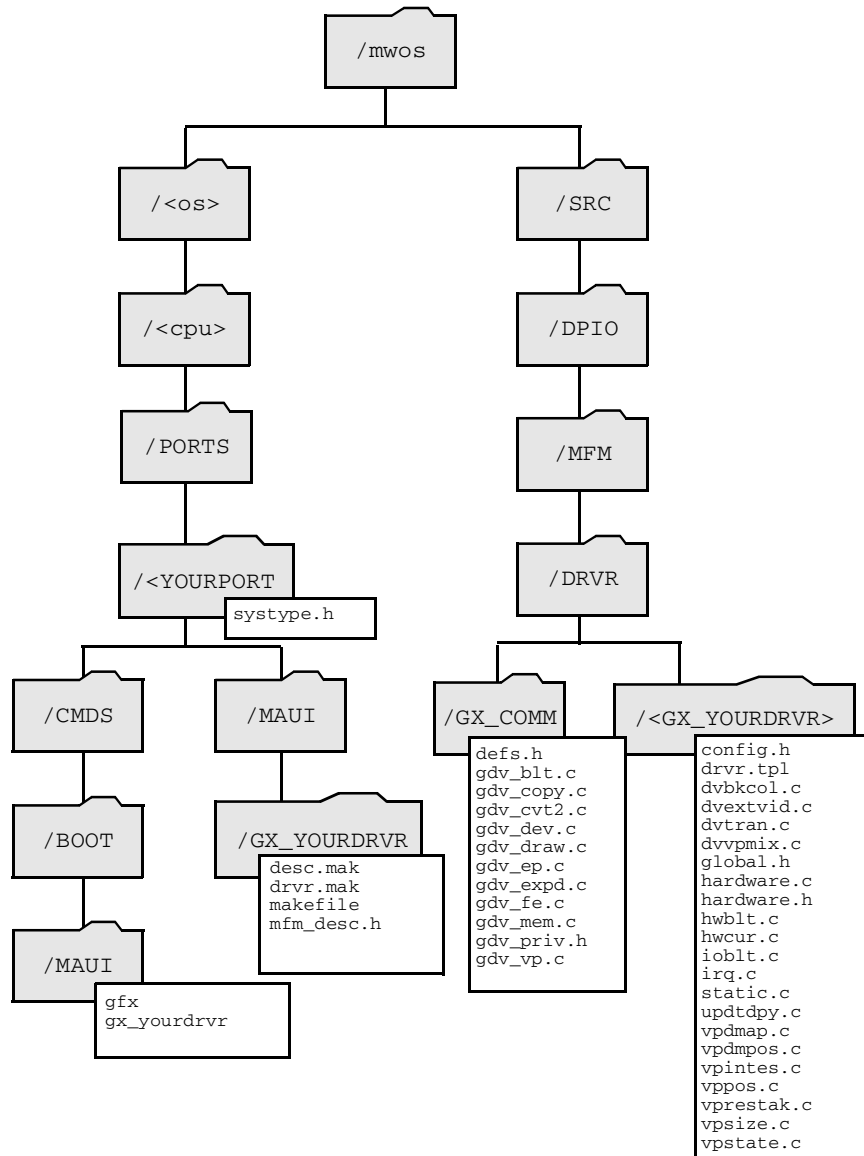 /mwos
/<os>
/SRC
/<cpu>
/DPIO
/PORTS
/MFM
/<YOURPORT
systype.h
/DRVR
/CMDS
/MAUI
/GX_COMM
defs.h
gdv_blt.c
gdv_copy.c
gdv_cvt2.c
gdv_dev.c
gdv_draw.c
gdv_ep.c
gdv_expd.c
gdv_fe.c
gdv_mem.c
gdv_priv.h
gdv_vp.c
/<GX_YOURDRVR>
config.h
drvr.tpl
dvbkcol.c
dvextvid.c
dvtran.c
dvvpmix.c
global.h
hardware.c
hardware.h
hwblt.c
hwcur.c
ioblt.c
irq.c
static.c
updtdpy.c
vpdmap.c
vpdmpos.c
vpintes.c
vppos.c
vprestak.c
vpsize.c
vpstate.c
/BOOT
/GX_YOURDRVR
desc.mak
drvr.mak
makefile
mfm_desc.h
/MAUI
gfx
gx_yourdrvr